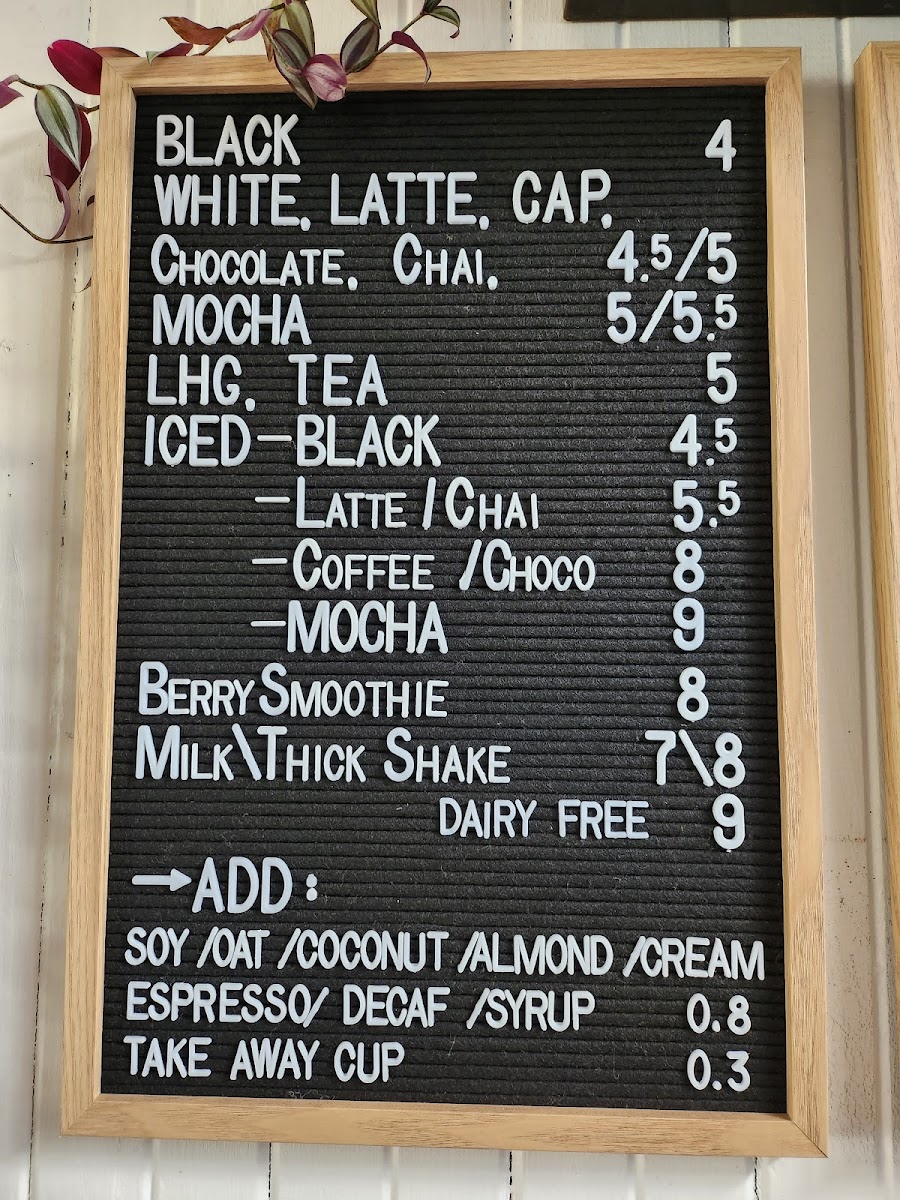 BLACK 4
WHITE. LATTE. CAP.
CHOCOLATE. CHAI. 4.5/5
MOCHA 5/5.5
LHG. TEA 5
ICED-BLACK 4.5
-LATTE/CHAI 5.5
-COFFEE/CHOCO 8
-MOCHA 9
BERRY SMOOTHIE 8
MILK\THICK SHAKE 7\8
DAIRY FREE 9
→ADD:
SOY /OAT /COCONUT /ALMOND /CREAM
ESPRESSO/ DECAF /SYRUP 0.8
TAKE AWAY CUP 0.3